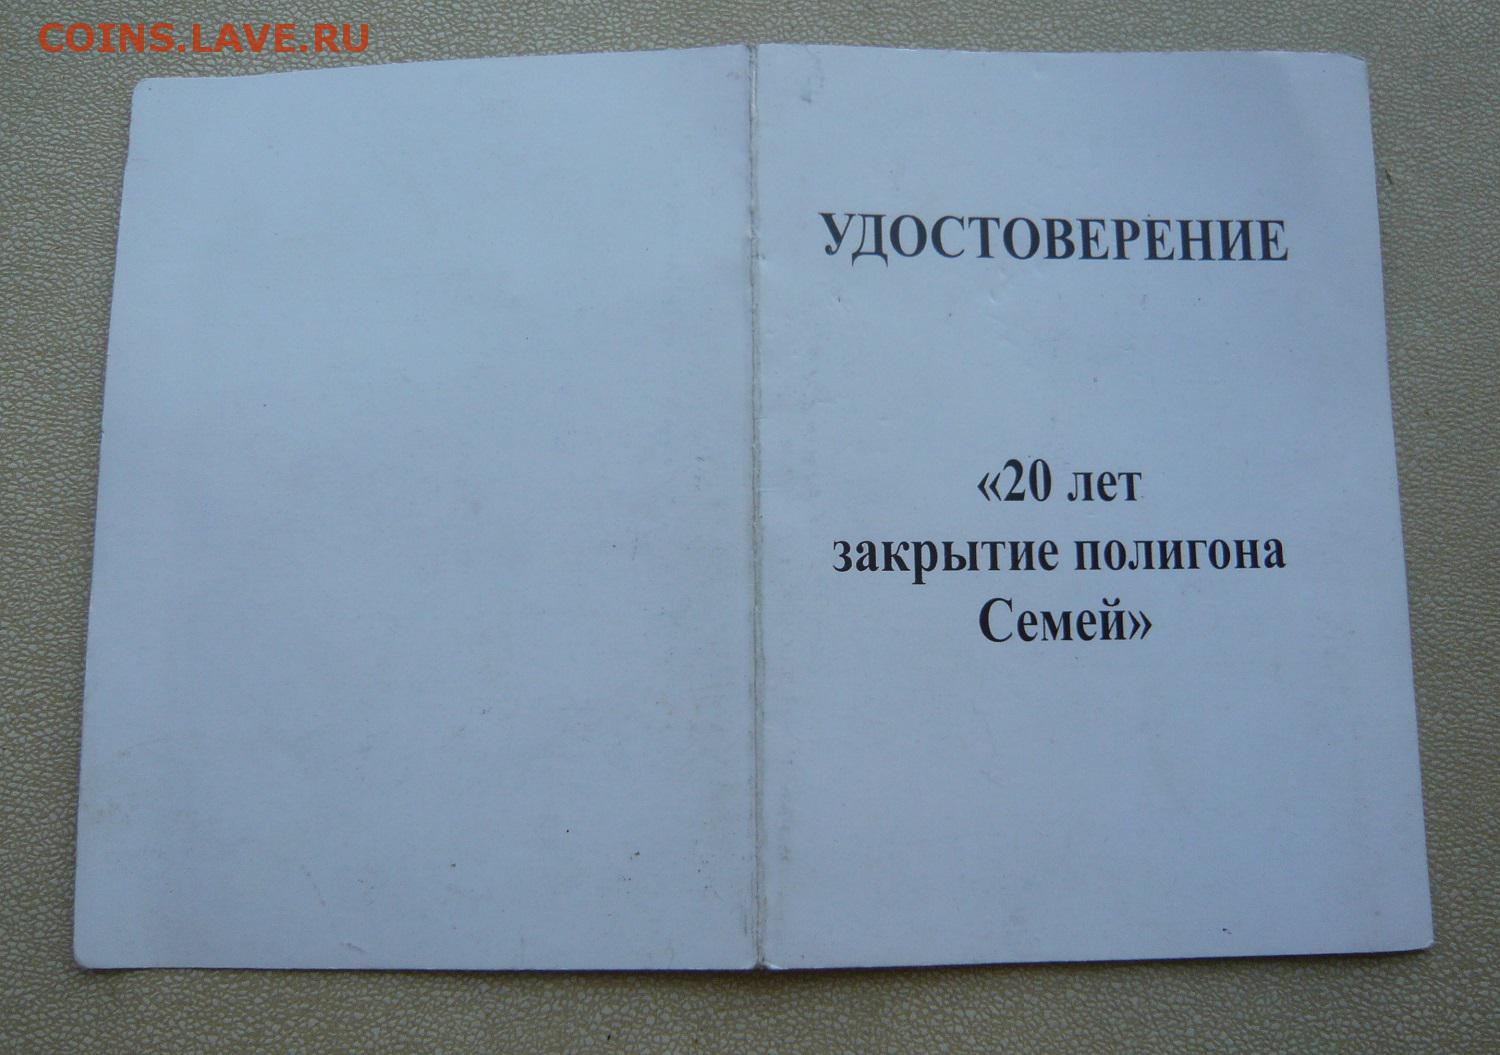 COINS.LAVE.RU
УДОСТОВЕРЕНИЕ
«20 лет
закрытие полигона
Семей»